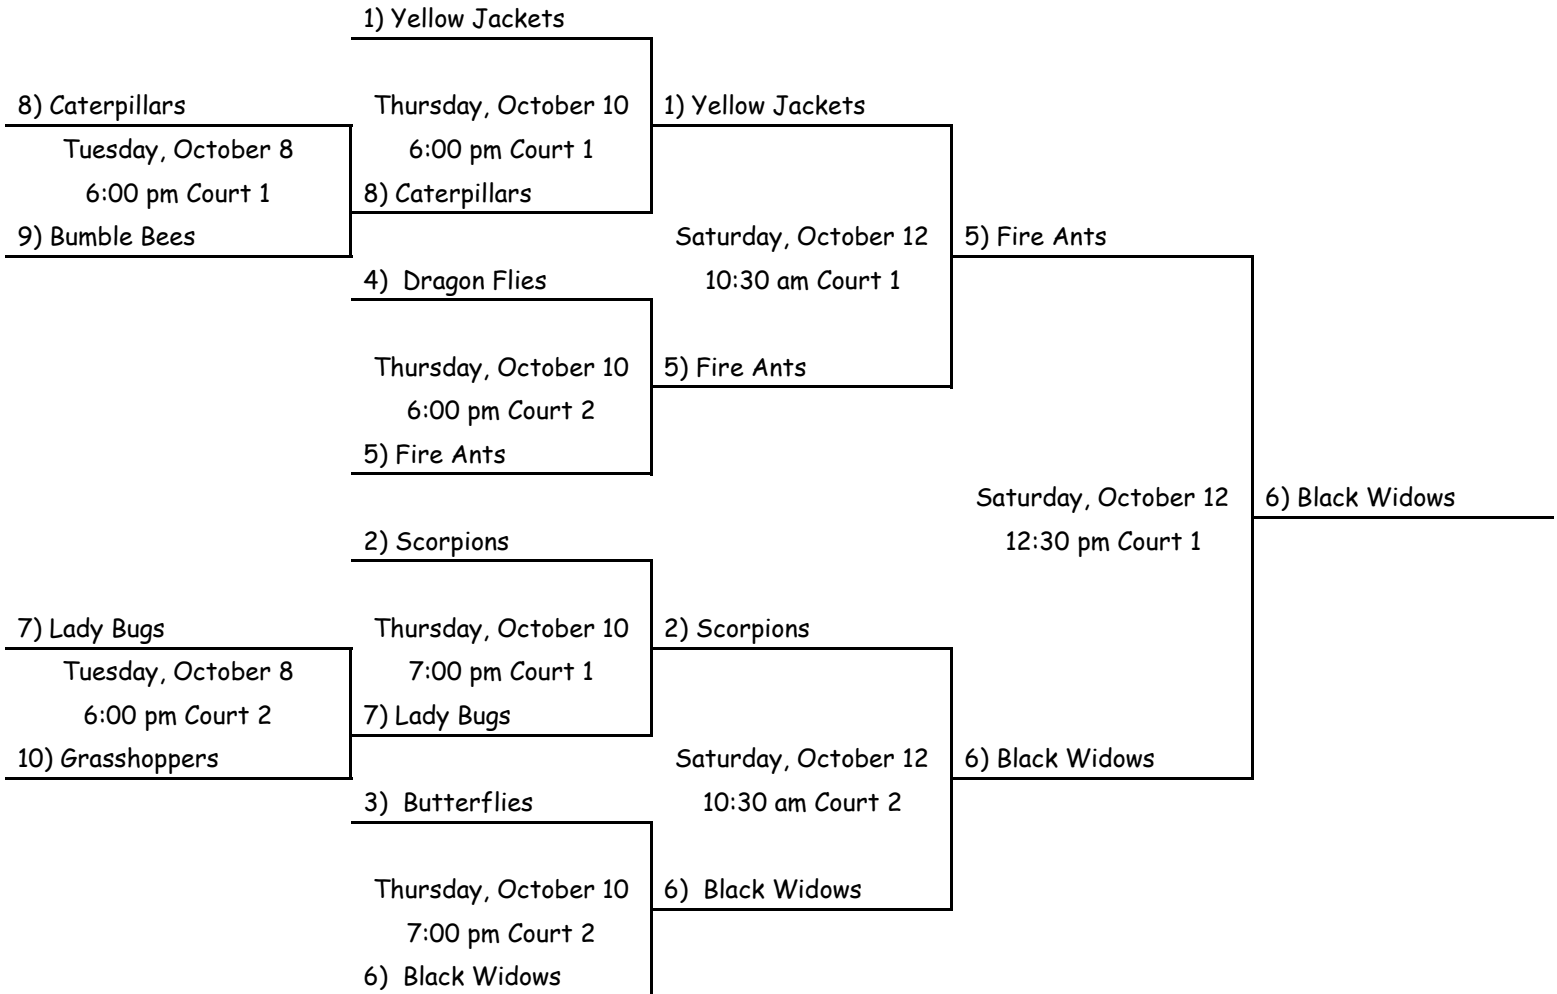 1) Yellow Jackets
8) Caterpillars
Thursday, October 10
1) Yellow Jackets
Tuesday, October 8
6:00 pm Court 1
6:00 pm Court 1
8) Caterpillars
9) Bumble Bees
Saturday, October 12
5) Fire Ants
4) Dragon Flies
10:30 am Court 1
Thursday, October 10
5) Fire Ants
6:00 pm Court 2
5) Fire Ants
Saturday, October 12
6) Black Widows
2) Scorpions
12:30 pm Court 1
7) Lady Bugs
Thursday, October 10
2) Scorpions
Tuesday, October 8
7:00 pm Court 1
6:00 pm Court 2
7) Lady Bugs
10) Grasshoppers
Saturday, October 12
6) Black Widows
3) Butterflies
10:30 am Court 2
Thursday, October 10
6) Black Widows
7:00 pm Court 2
6) Black Widows